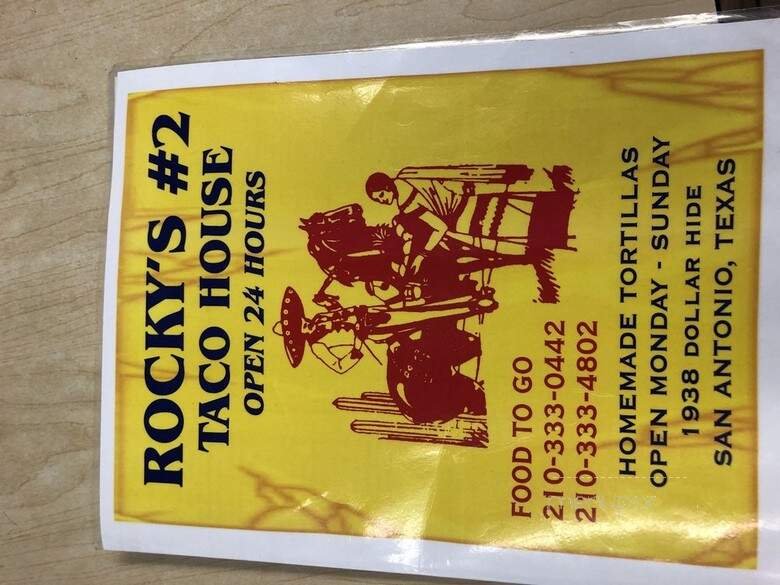 ROCKY'S #2
TACO HOUSE
OPEN 24 HOURS
FOOD TO GO
210-333-0442
210-333-4802
HOMEMADE TORTILLAS
OPEN MONDAY - SUNDAY
1938 DOLLAR HIDE
SAN ANTONIO, TEXAS